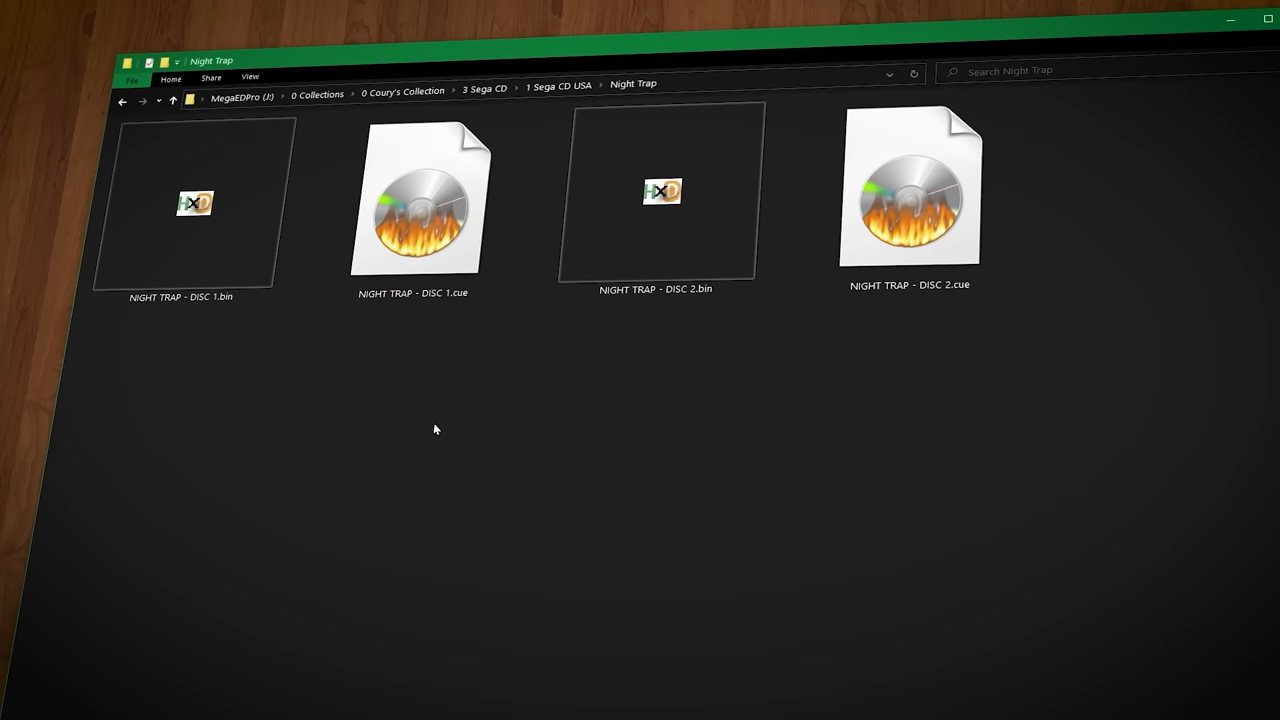 Night Trap
File Home Share View
MegaEDPro (J:) 0 Collections 0 Coury's Collection 3 Sega CD 1 Sega CD USA Night Trap
Search Night Trap
HxD
HxD
NIGHT TRAP - DISC 1.bin
NIGHT TRAP - DISC 1.cue
NIGHT TRAP - DISC 2.bin
NIGHT TRAP - DISC 2.cue